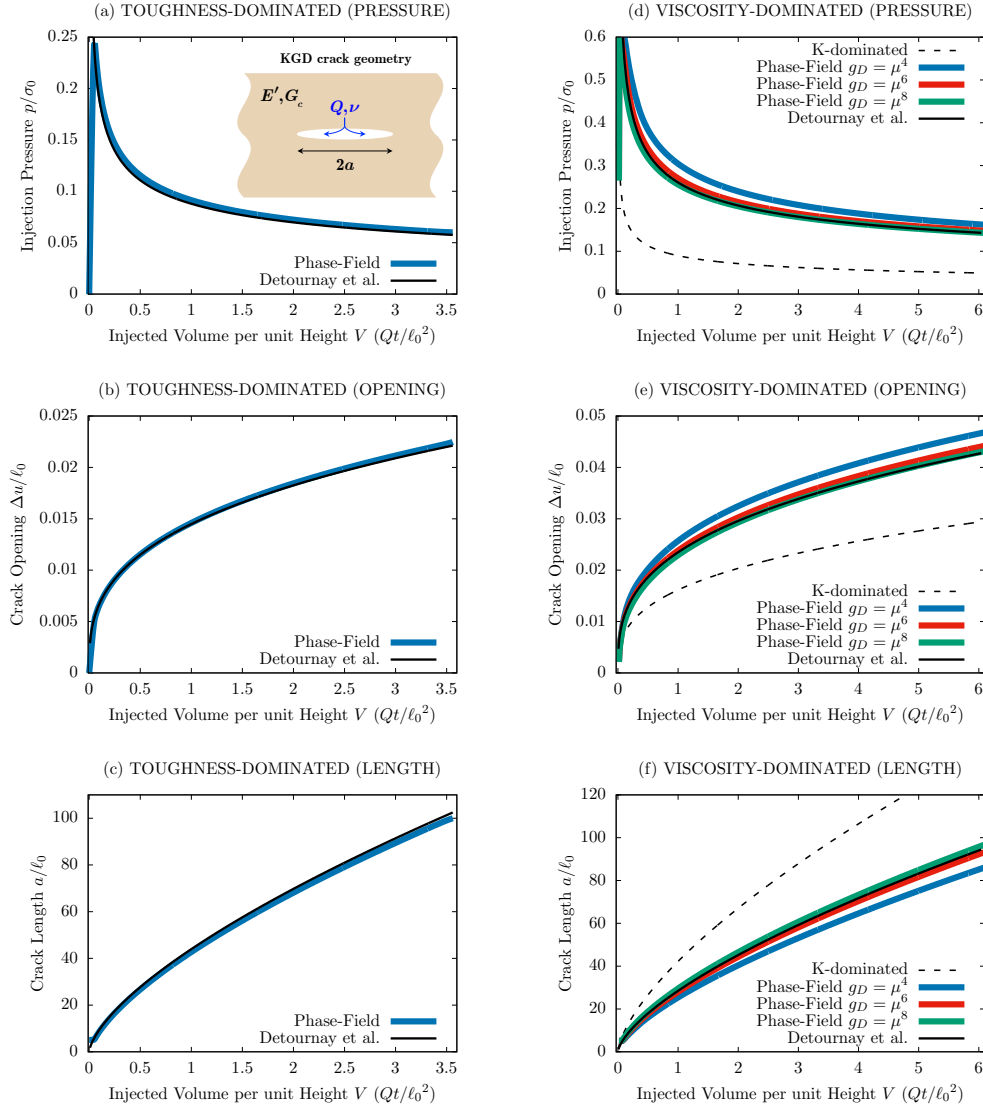 (a) TOUGHNESS-DOMINATED (PRESSURE)
0.25
0.2
0.15
0.1
0.05
0
Injection Pressure p/σ₀
KGD crack geometry
E′,G꜀
Q,ν
2a
Phase-Field
Detournay et al.
0 0.5 1 1.5 2 2.5 3 3.5
Injected Volume per unit Height V (Qt/ℓ₀²)
(d) VISCOSITY-DOMINATED (PRESSURE)
0.6
0.5
0.4
0.3
0.2
0.1
0
Injection Pressure p/σ₀
K-dominated
Phase-Field g_D = μ⁴
Phase-Field g_D = μ⁶
Phase-Field g_D = μ⁸
Detournay et al.
0 1 2 3 4 5 6
Injected Volume per unit Height V (Qt/ℓ₀²)
(b) TOUGHNESS-DOMINATED (OPENING)
0.025
0.02
0.015
0.01
0.005
0
Crack Opening Δu/ℓ₀
Phase-Field
Detournay et al.
0 0.5 1 1.5 2 2.5 3 3.5
Injected Volume per unit Height V (Qt/ℓ₀²)
(e) VISCOSITY-DOMINATED (OPENING)
0.05
0.04
0.03
0.02
0.01
0
Crack Opening Δu/ℓ₀
K-dominated
Phase-Field g_D = μ⁴
Phase-Field g_D = μ⁶
Phase-Field g_D = μ⁸
Detournay et al.
0 1 2 3 4 5 6
Injected Volume per unit Height V (Qt/ℓ₀²)
(c) TOUGHNESS-DOMINATED (LENGTH)
100
80
60
40
20
0
Crack Length a/ℓ₀
Phase-Field
Detournay et al.
0 0.5 1 1.5 2 2.5 3 3.5
Injected Volume per unit Height V (Qt/ℓ₀²)
(f) VISCOSITY-DOMINATED (LENGTH)
120
100
80
60
40
20
0
Crack Length a/ℓ₀
K-dominated
Phase-Field g_D = μ⁴
Phase-Field g_D = μ⁶
Phase-Field g_D = μ⁸
Detournay et al.
0 1 2 3 4 5 6
Injected Volume per unit Height V (Qt/ℓ₀²)